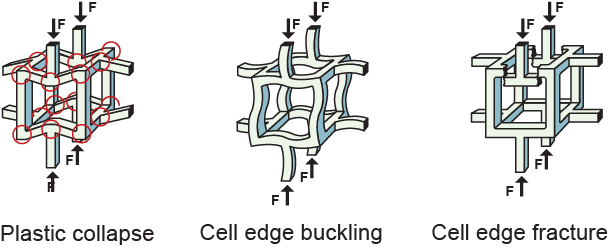 F F F F F F
F F F
F F F
Plastic collapse Cell edge buckling Cell edge fracture